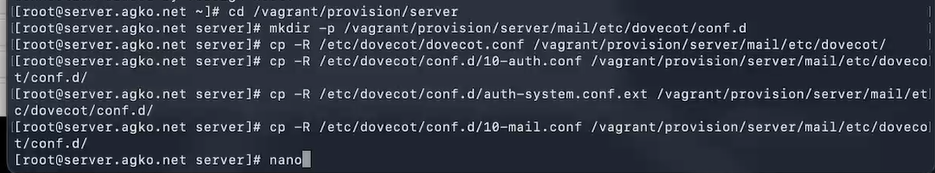 [root@server.agko.net ~]# cd /vagrant/provision/server
[root@server.agko.net server]# mkdir -p /vagrant/provision/server/mail/etc/dovecot/conf.d
[root@server.agko.net server]# cp -R /etc/dovecot/dovecot.conf /vagrant/provision/server/mail/etc/dovecot/
[root@server.agko.net server]# cp -R /etc/dovecot/conf.d/10-auth.conf /vagrant/provision/server/mail/etc/doveco
t/conf.d/
[root@server.agko.net server]# cp -R /etc/dovecot/conf.d/auth-system.conf.ext /vagrant/provision/server/mail/et
c/dovecot/conf.d/
[root@server.agko.net server]# cp -R /etc/dovecot/conf.d/10-mail.conf /vagrant/provision/server/mail/etc/doveco
t/conf.d/
[root@server.agko.net server]# nano